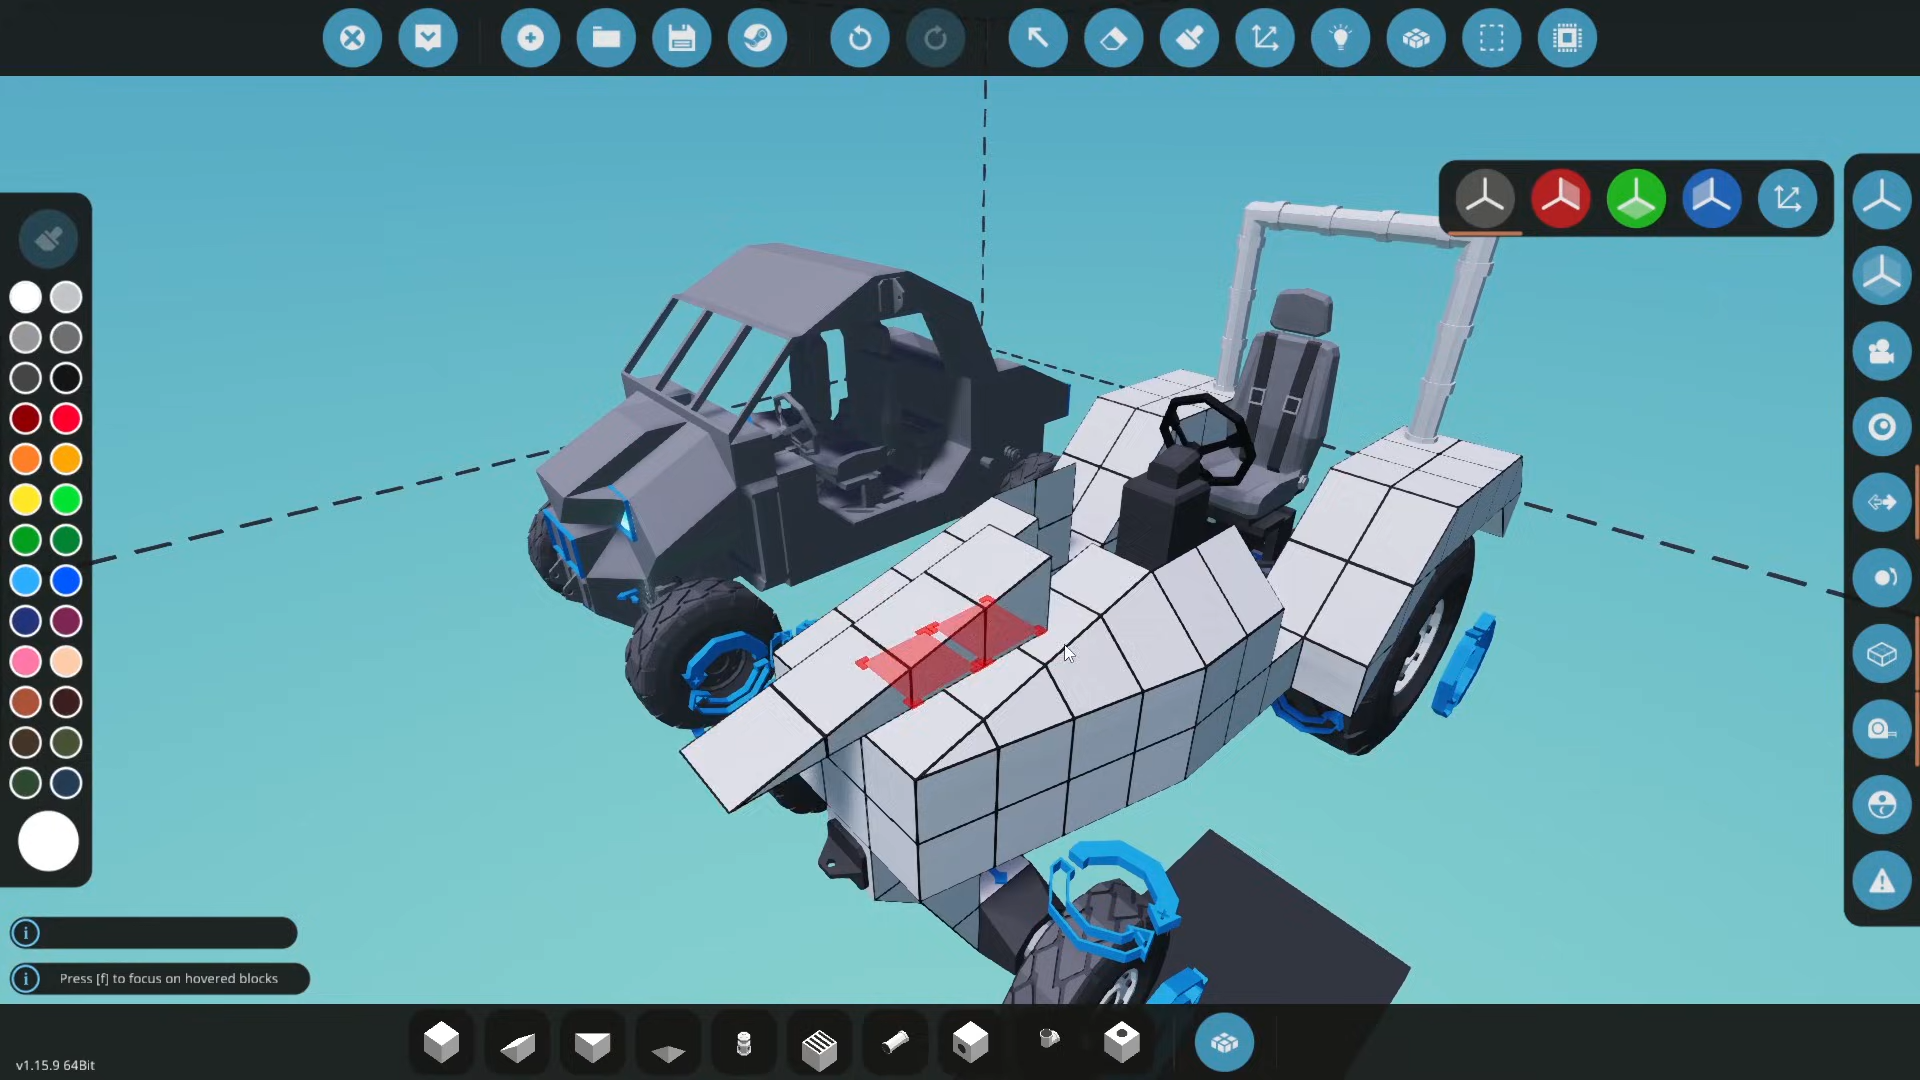 Press [f] to focus on hovered blocks
v1.15.9 64Bit